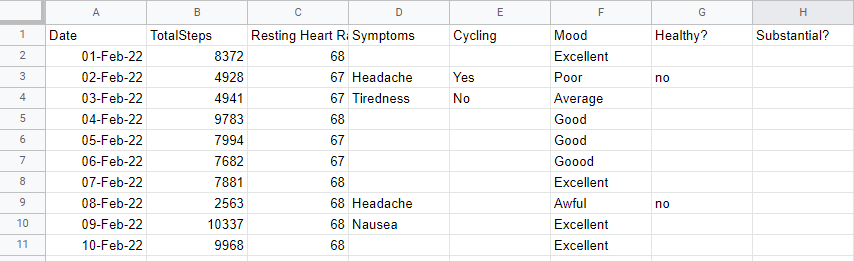 A B C D E F G H
1 Date TotalSteps Resting Heart Ra Symptoms Cycling Mood Healthy? Substantial?
2 01-Feb-22 8372 68 Excellent
3 02-Feb-22 4928 67 Headache Yes Poor no
4 03-Feb-22 4941 67 Tiredness No Average
5 04-Feb-22 9783 68 Good
6 05-Feb-22 7994 67 Good
7 06-Feb-22 7682 67 Goood
8 07-Feb-22 7881 68 Excellent
9 08-Feb-22 2563 68 Headache Awful no
10 09-Feb-22 10337 68 Nausea Excellent
11 10-Feb-22 9968 68 Excellent